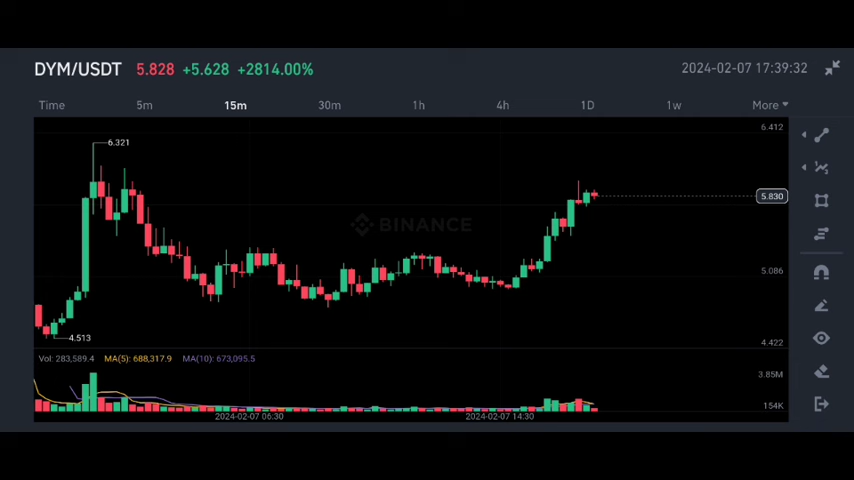 DYM/USDT 5.828 +5.628 +2814.00% 2024-02-07 17:39:32
Time 5m 15m 30m 1h 4h 1D 1w More
6.412
6.321
5.830
BINANCE
5.086
4.513
4.422
Vol: 283,589.4 MA(5): 688,317.9 MA(10): 673,095.5
3.85M
154K
2024-02-07 06:30 2024-02-07 14:30